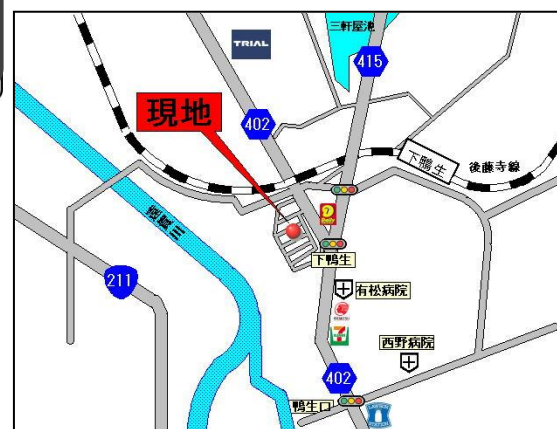 三軒屋池
TRIAL
415
現地
402
下鴨生
後藤寺線
遠賀川
下鴨生
211
有松病院
西野病院
402
鴨生口